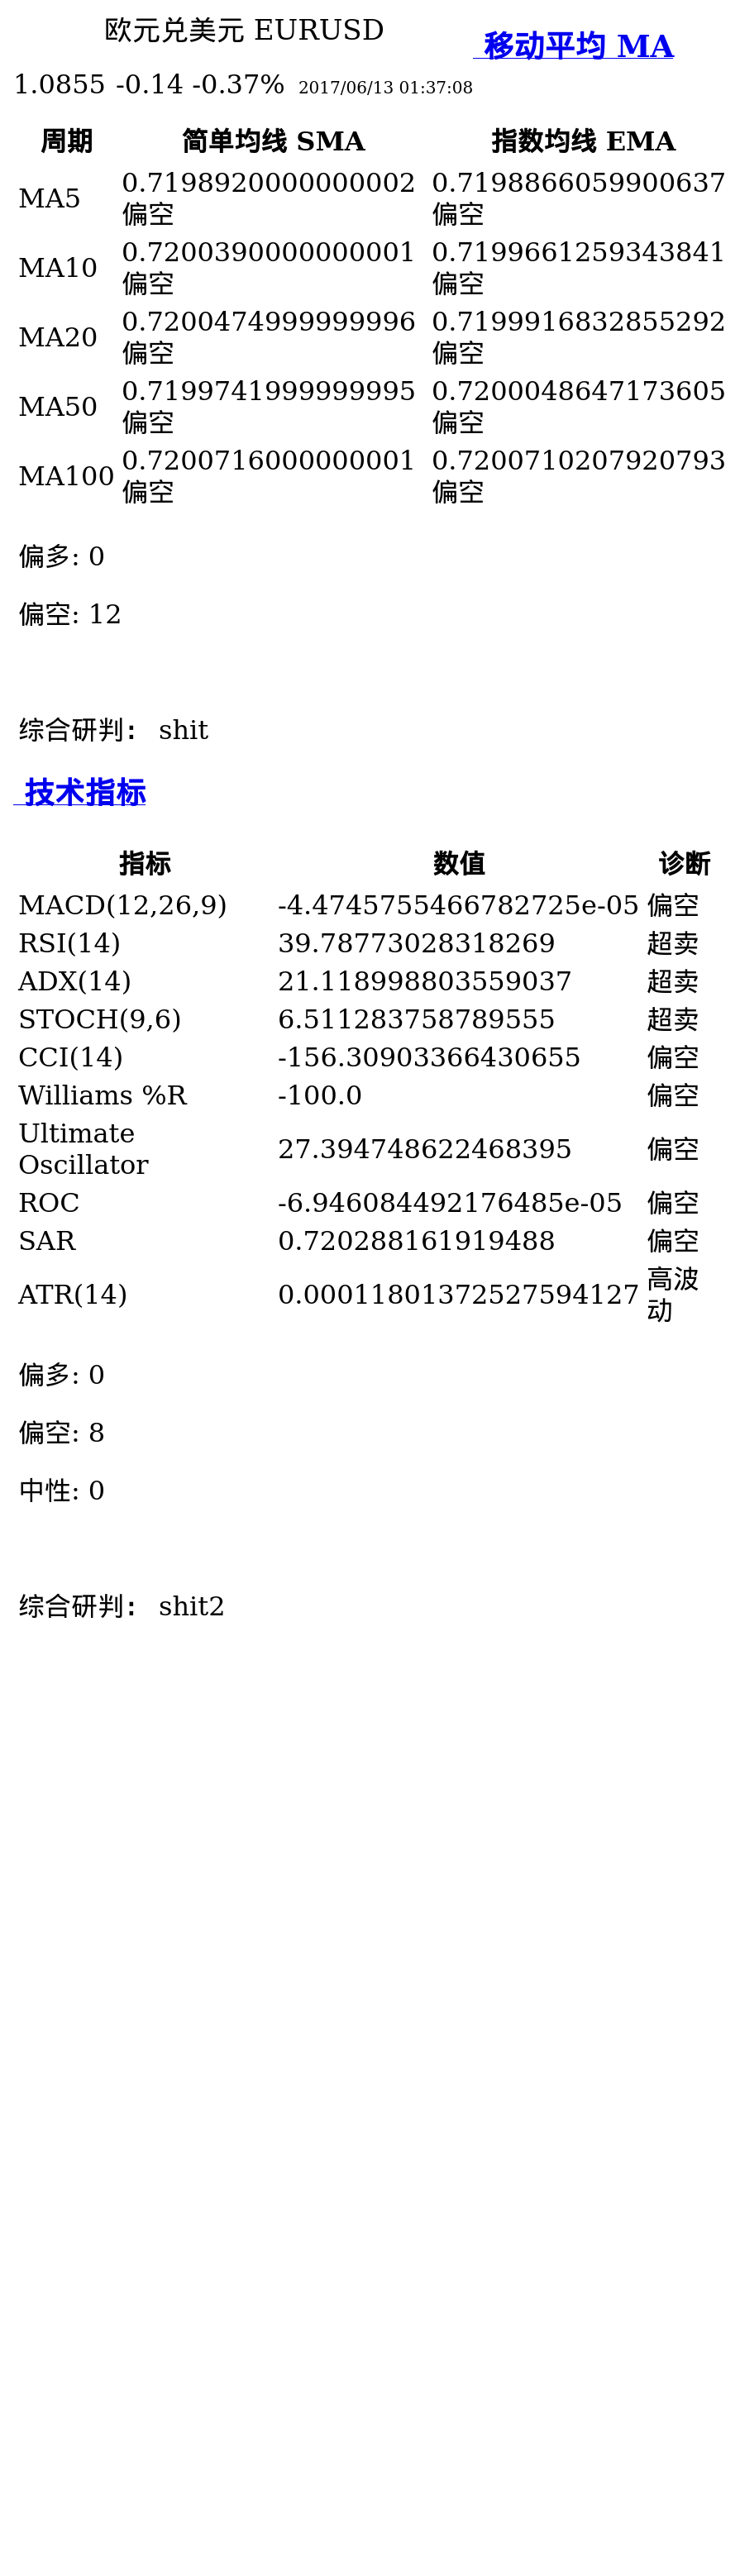 欧元兑美元 EURUSD
移动平均 MA
1.0855 -0.14 -0.37% 2017/06/13 01:37:08
周期 简单均线 SMA 指数均线 EMA
MA5 0.7198920000000002 偏空 0.7198866059900637 偏空
MA10 0.7200390000000001 偏空 0.7199661259343841 偏空
MA20 0.7200474999999996 偏空 0.7199916832855292 偏空
MA50 0.7199741999999995 偏空 0.7200048647173605 偏空
MA100 0.7200716000000001 偏空 0.7200710207920793 偏空
偏多: 0
偏空: 12
综合研判： shit
技术指标
指标 数值 诊断
MACD(12,26,9) -4.4745755466782725e-05 偏空
RSI(14) 39.78773028318269 超卖
ADX(14) 21.118998803559037 超卖
STOCH(9,6) 6.511283758789555 超卖
CCI(14) -156.30903366430655 偏空
Williams %R -100.0 偏空
Ultimate Oscillator 27.394748622468395 偏空
ROC -6.946084492176485e-05 偏空
SAR 0.720288161919488 偏空
ATR(14) 0.00011801372527594127 高波动
偏多: 0
偏空: 8
中性: 0
综合研判： shit2